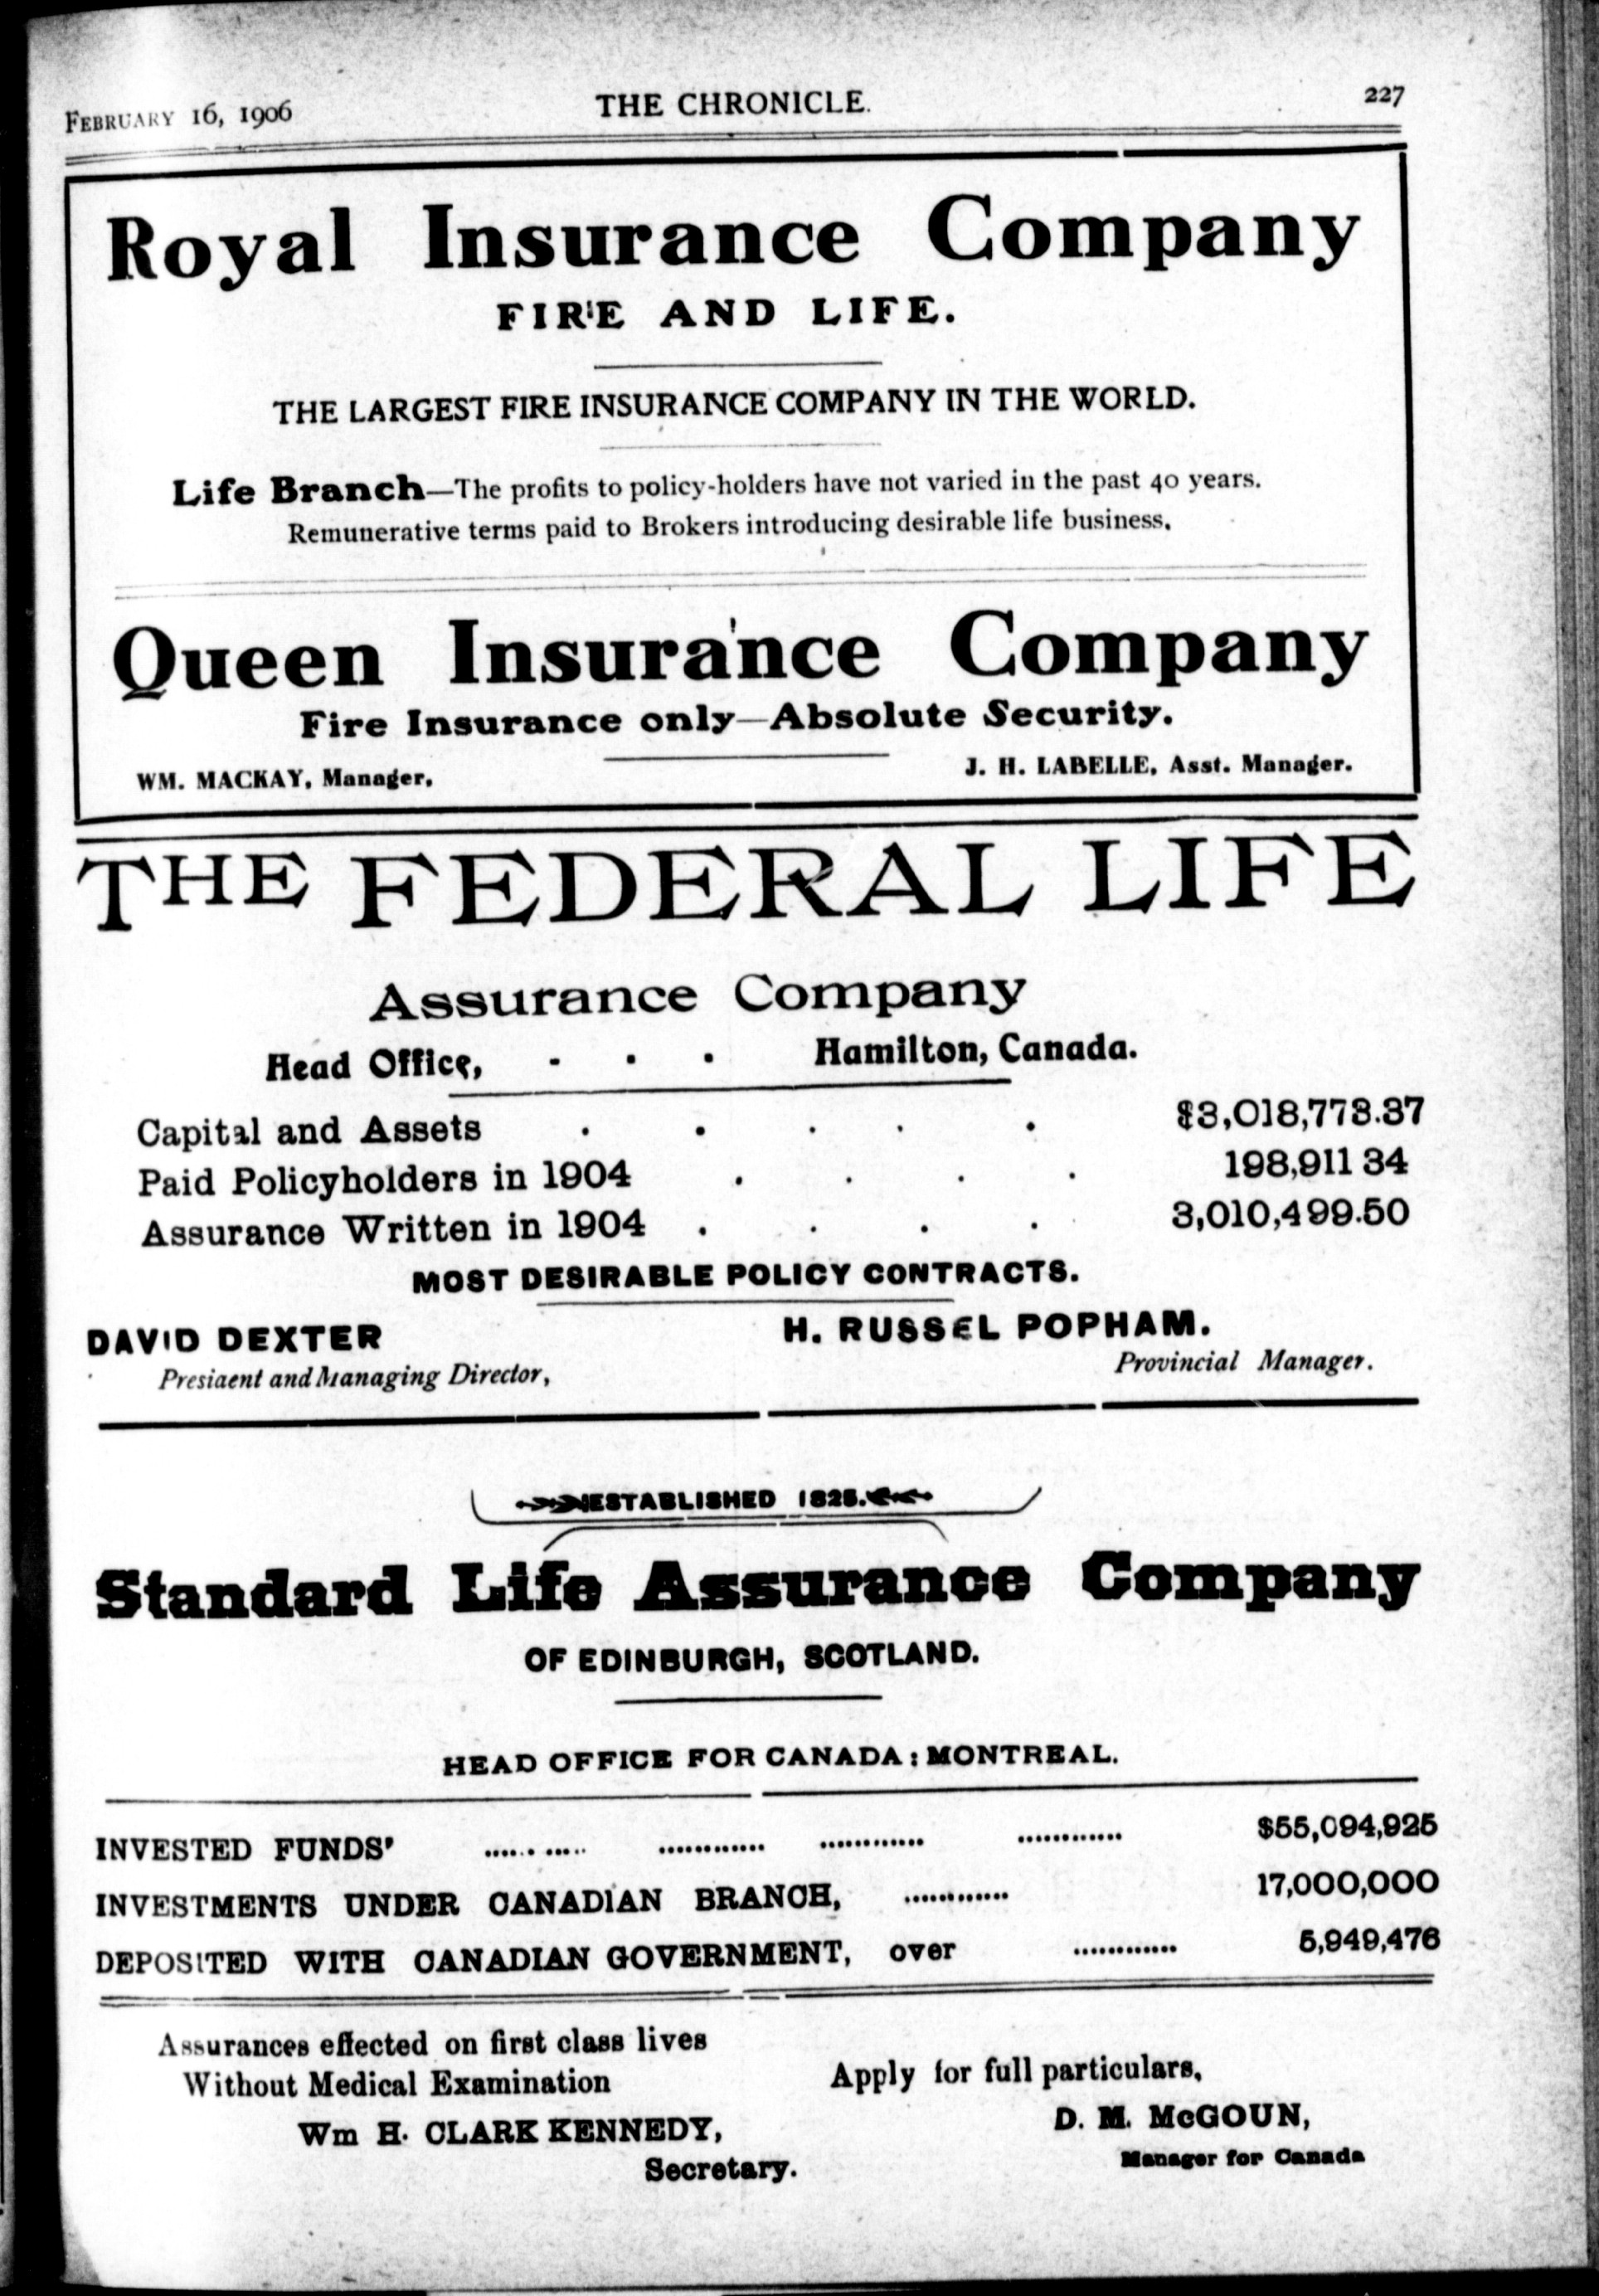 FEBRUARY 16, 1906 THE CHRONICLE. 227
Royal Insurance Company
FIRE AND LIFE.
THE LARGEST FIRE INSURANCE COMPANY IN THE WORLD.
Life Branch—The profits to policy-holders have not varied in the past 40 years.
Remunerative terms paid to Brokers introducing desirable life business.
Queen Insurance Company
Fire Insurance only—Absolute Security.
WM. MACKAY, Manager. J. H. LABELLE, Asst. Manager.
THE FEDERAL LIFE
Assurance Company
Head Office, - - - Hamilton, Canada.
Capital and Assets . . . . . $3,018,773.37
Paid Policyholders in 1904 . . . . 198,911 34
Assurance Written in 1904 . . . . 3,010,499.50
MOST DESIRABLE POLICY CONTRACTS.
DAVID DEXTER H. RUSSEL POPHAM.
President and Managing Director, Provincial Manager.
ESTABLISHED 1825.
Standard Life Assurance Company
OF EDINBURGH, SCOTLAND.
HEAD OFFICE FOR CANADA: MONTREAL.
INVESTED FUNDS' .......... ............ ............ ............ $55,094,925
INVESTMENTS UNDER CANADIAN BRANCH, ............ 17,000,000
DEPOSITED WITH CANADIAN GOVERNMENT, over ............ 5,949,476
Assurances effected on first class lives
Without Medical Examination Apply for full particulars,
Wm H. CLARK KENNEDY, D. M. McGOUN,
Secretary. Manager for Canada